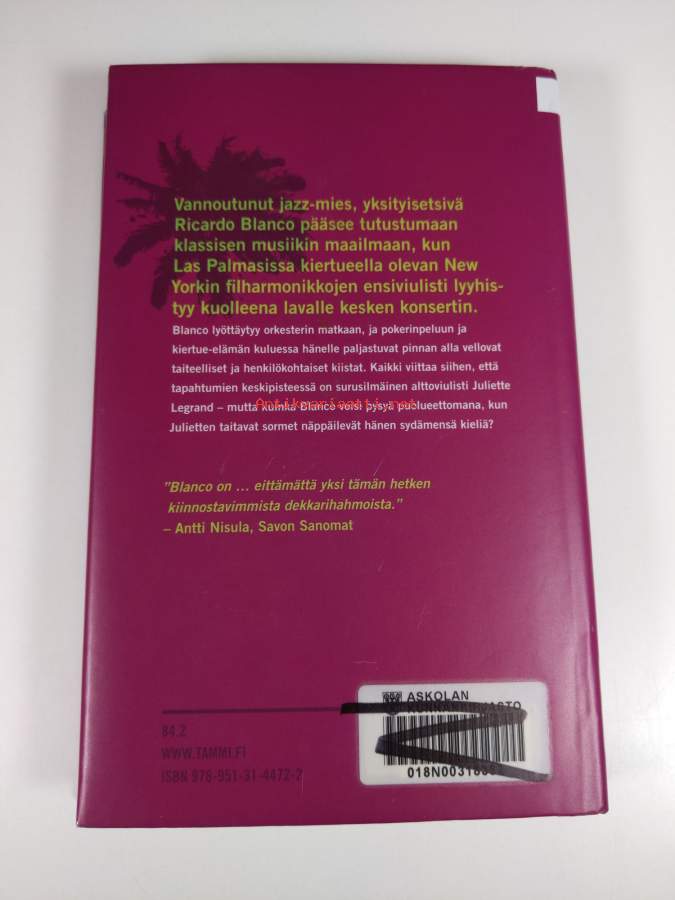 Vannoutunut jazz-mies, yksityisetsivä
Ricardo Blanco pääsee tutustumaan
klassisen musiikin maailmaan, kun
Las Palmasissa kiertueella olevan New
Yorkin filharmonikkojen ensiviulisti lyyhis-
tyy kuolleena lavalle kesken konsertin.
Blanco lyöttäytyy orkesterin matkaan, ja pokerinpeluun ja
kiertue-elämän kuluessa hänelle paljastuvat pinnan alla vellovat
taiteelliset ja henkilökohtaiset kiistat. Kaikki viittaa siihen, että
tapahtumien keskipisteessä on surusilmäinen alttoviulisti Juliette
Antikvariaatti.net
Legrand – mutta kuinka Blanco voisi pysyä puolueettomana, kun
Julietten taitavat sormet näppäilevät hänen sydämensä kieliä?
"Blanco on ... eittämättä yksi tämän hetken
kiinnostavimmista dekkarihahmoista."
– Antti Nisula, Savon Sanomat
84.2
WWW.TAMMI.FI
ISBN 978-951-31-4472-2
ASKOLAN
018N00318